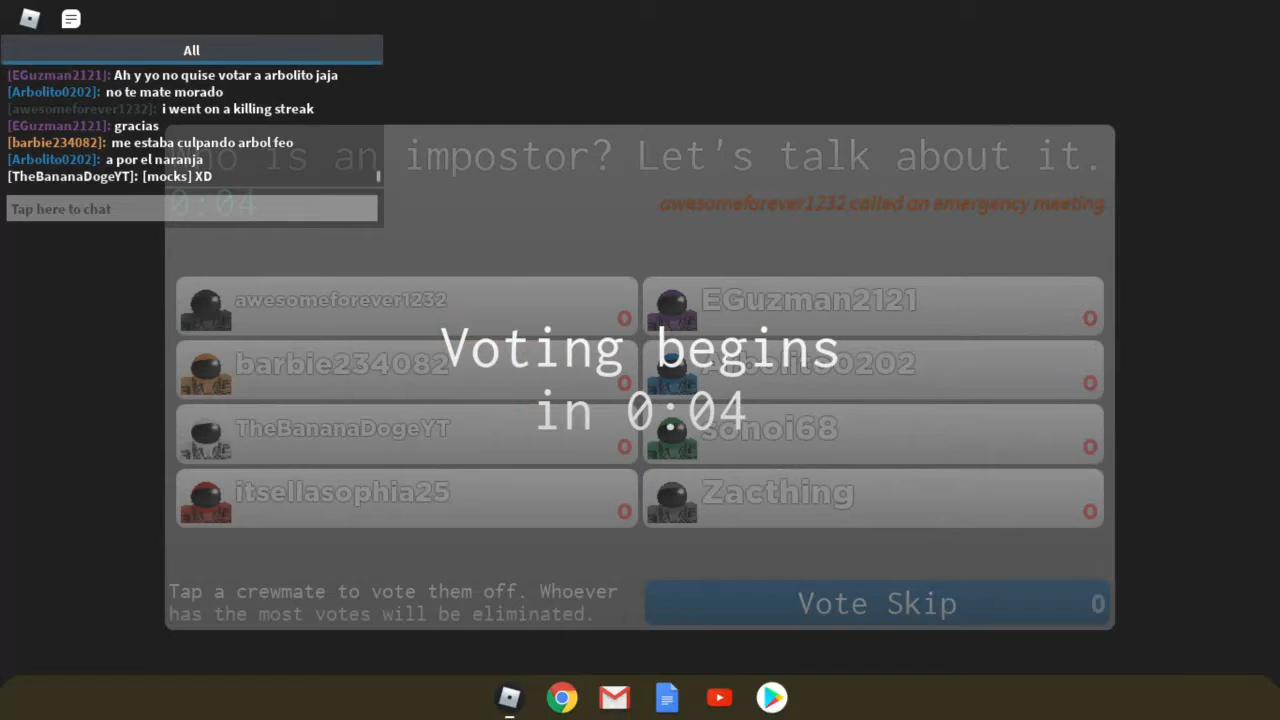 All
[EGuzman2121]: Ah y yo no quise votar a arbolito jaja
[Arbolito0202]: no te mate morado
[awesomeforever1232]: i went on a killing streak
[EGuzman2121]: gracias
[barbie234082]: me estaba culpando arbol feo
[Arbolito0202]: a por el naranja
[TheBananaDogeYT]: [mocks] XD
Tap here to chat
Who is an impostor? Let's talk about it.
0:04
awesomeforever1232 called an emergency meeting
awesomeforever1232 0
EGuzman2121 0
Voting begins
in 0:04
barbie234082 0
Arbolito0202 0
TheBananaDogeYT 0
sonoi68 0
itsellasophia25 0
Zacthing 0
Tap a crewmate to vote them off. Whoever
has the most votes will be eliminated.
Vote Skip 0